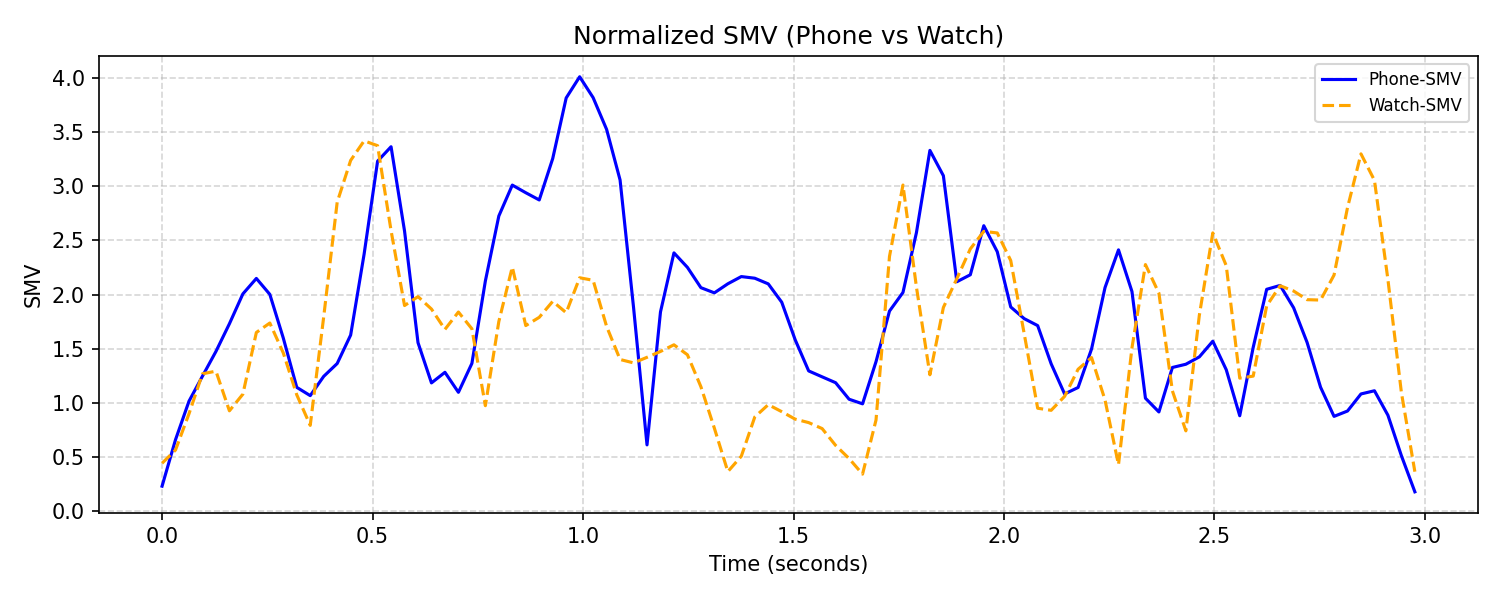 Normalized SMV (Phone vs Watch)
Phone-SMV
Watch-SMV
SMV
4.0
3.5
3.0
2.5
2.0
1.5
1.0
0.5
0.0
0.0 0.5 1.0 1.5 2.0 2.5 3.0
Time (seconds)